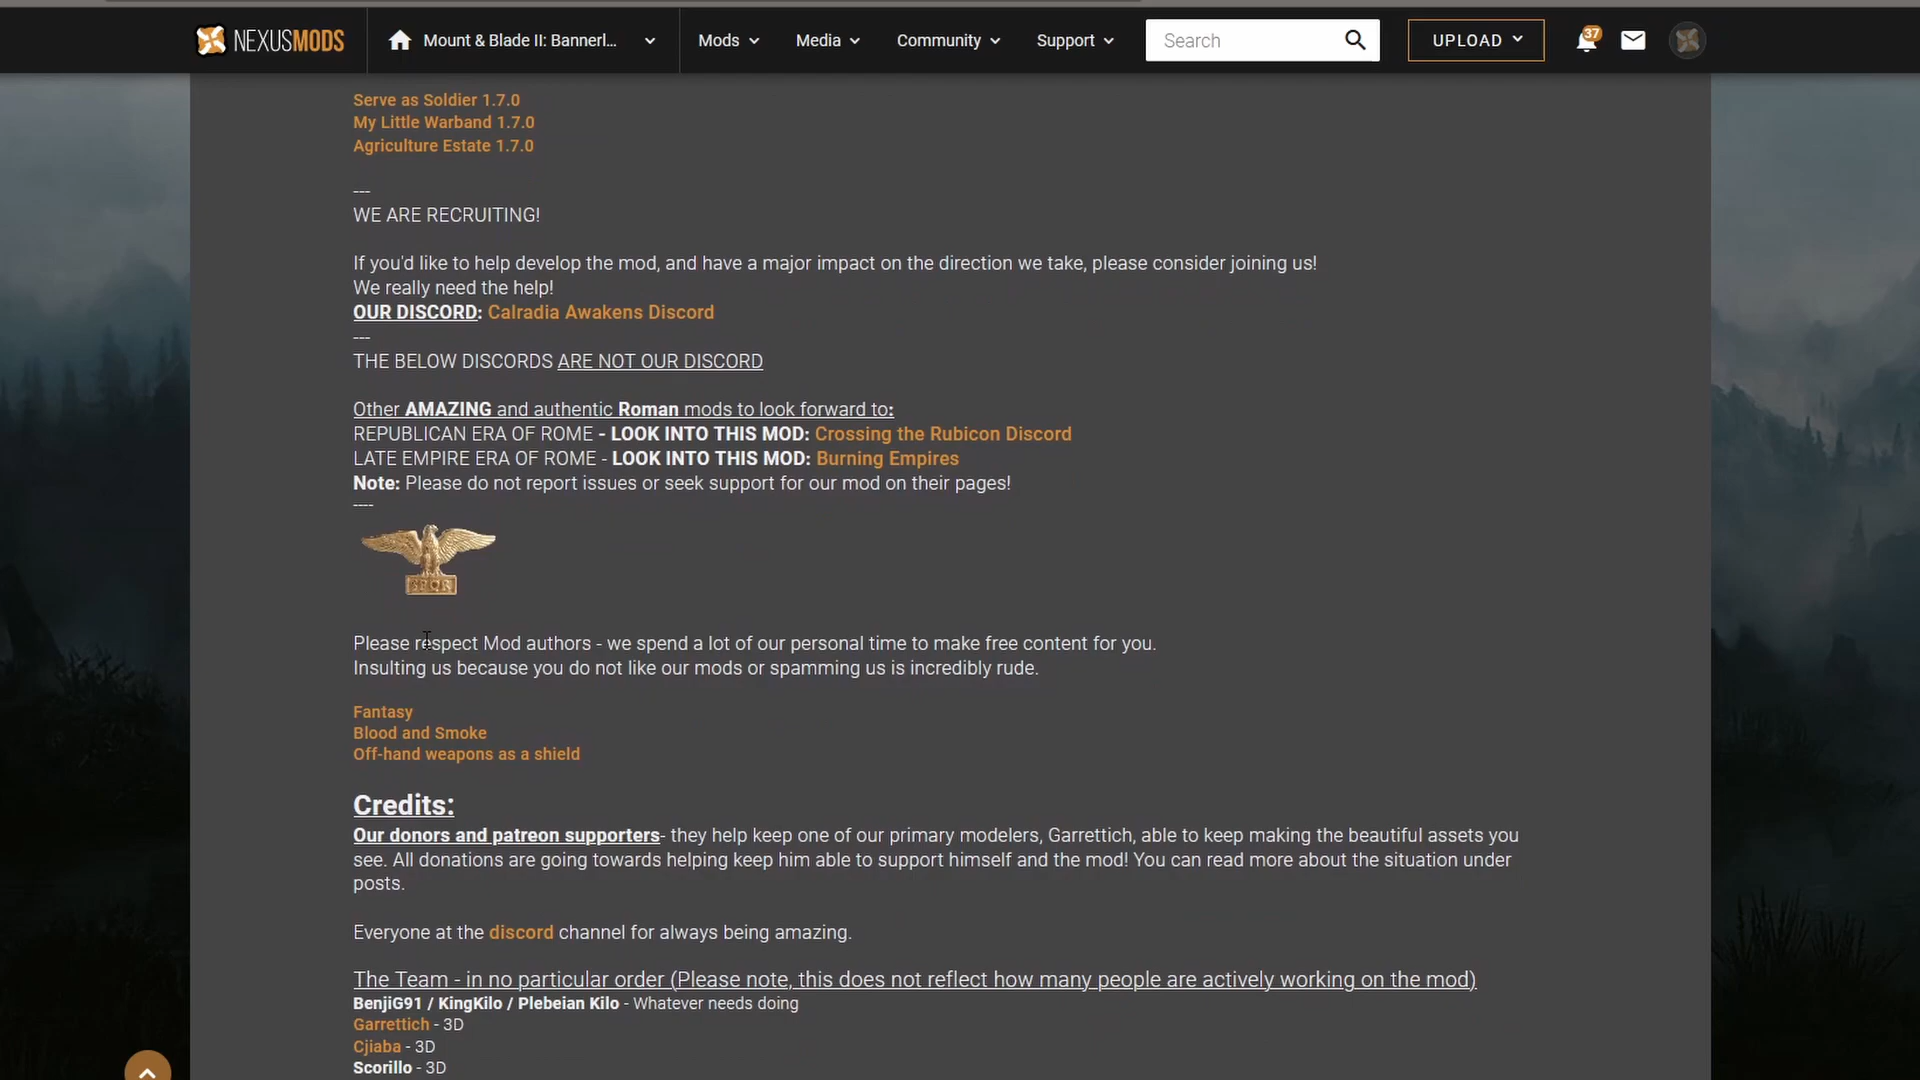 NEXUSMODS
Mount & Blade II: Bannerl...
Mods
Media
Community
Support
Search
UPLOAD
37
Serve as Soldier 1.7.0
My Little Warband 1.7.0
Agriculture Estate 1.7.0
---
WE ARE RECRUITING!
If you'd like to help develop the mod, and have a major impact on the direction we take, please consider joining us!
We really need the help!
OUR DISCORD: Calradia Awakens Discord
---
THE BELOW DISCORDS ARE NOT OUR DISCORD
Other AMAZING and authentic Roman mods to look forward to:
REPUBLICAN ERA OF ROME - LOOK INTO THIS MOD: Crossing the Rubicon Discord
LATE EMPIRE ERA OF ROME - LOOK INTO THIS MOD: Burning Empires
Note: Please do not report issues or seek support for our mod on their pages!
----
SPQR
Please respect Mod authors - we spend a lot of our personal time to make free content for you.
Insulting us because you do not like our mods or spamming us is incredibly rude.
Fantasy
Blood and Smoke
Off-hand weapons as a shield
Credits:
Our donors and patreon supporters- they help keep one of our primary modelers, Garrettich, able to keep making the beautiful assets you
see. All donations are going towards helping keep him able to support himself and the mod! You can read more about the situation under
posts.
Everyone at the discord channel for always being amazing.
The Team - in no particular order (Please note, this does not reflect how many people are actively working on the mod)
BenjiG91 / KingKilo / Plebeian Kilo - Whatever needs doing
Garrettich - 3D
Cjiaba - 3D
Scorillo - 3D